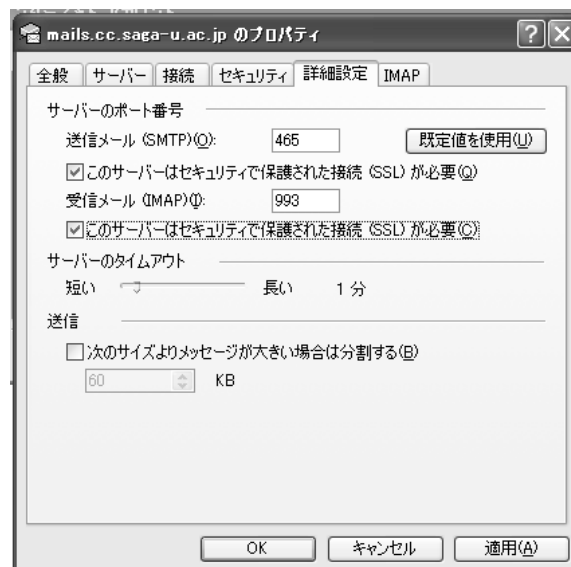 mails.cc.saga-u.ac.jp のプロパティ
全般 サーバー 接続 セキュリティ 詳細設定 IMAP
サーバーのポート番号
送信メール (SMTP)(O): 465 既定値を使用(U)
このサーバーはセキュリティで保護された接続 (SSL) が必要(Q)
受信メール (IMAP)(I): 993
このサーバーはセキュリティで保護された接続 (SSL) が必要(C)
サーバーのタイムアウト
短い 長い 1 分
送信
次のサイズよりメッセージが大きい場合は分割する(B)
60 KB
OK キャンセル 適用(A)